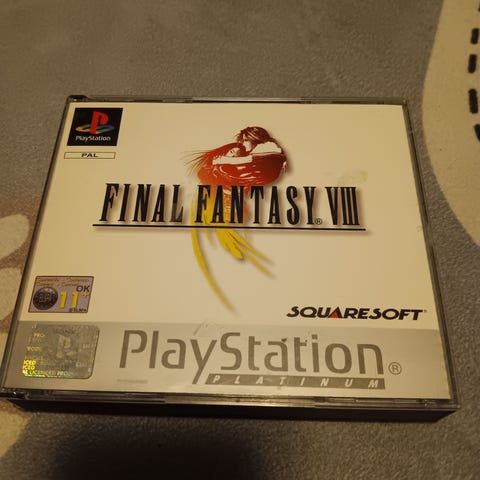 PlayStation
PAL
FINAL FANTASY® VIII
OK
11+
SQUARESOFT®
PlayStation®
PLATINUM